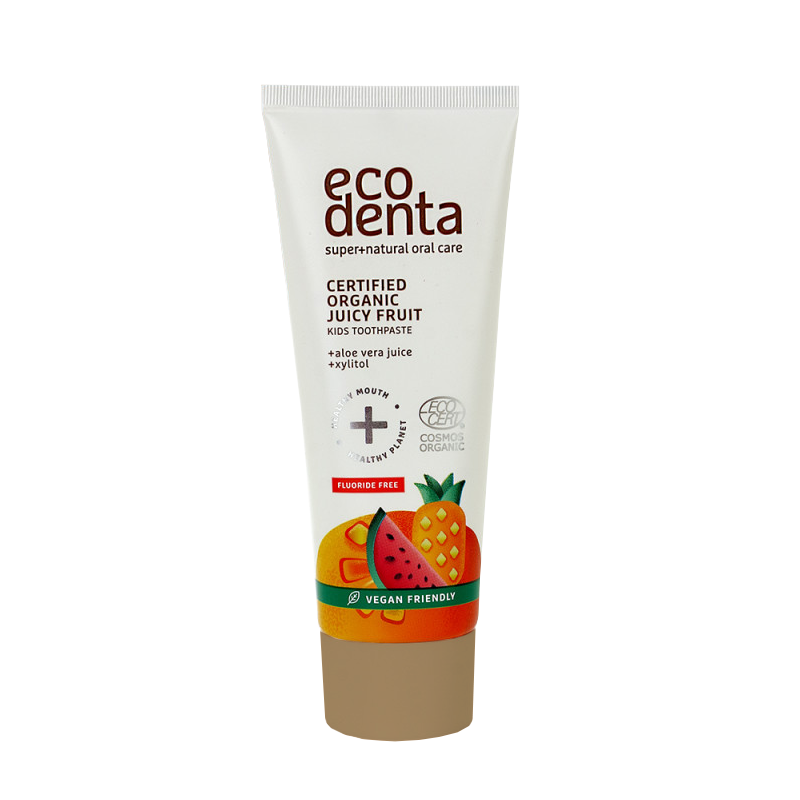 eco
denta
super+natural oral care
CERTIFIED
ORGANIC
JUICY FRUIT
KIDS TOOTHPASTE
+aloe vera juice
+xylitol
HEALTHY MOUTH
HEALTHY PLANET
ECO
CERT
COSMOS
ORGANIC
FLUORIDE FREE
VEGAN FRIENDLY